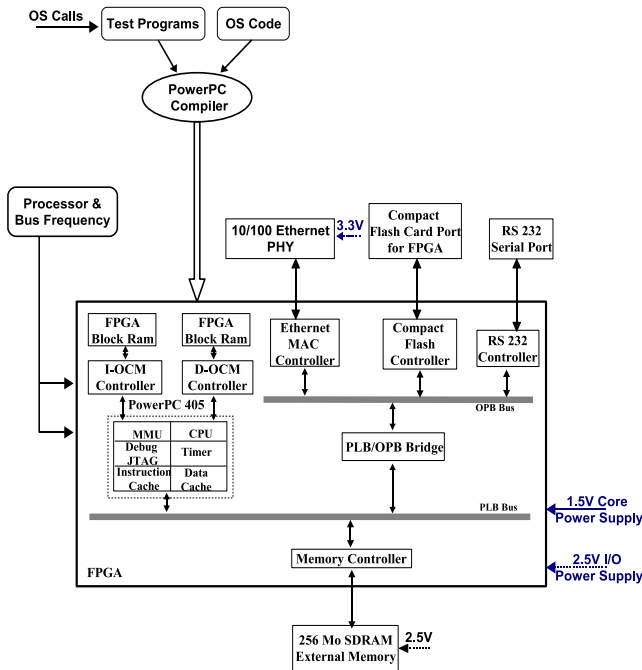 OS Calls
Test Programs
OS Code
PowerPC
Compiler
Processor &
Bus Frequency
10/100 Ethernet
PHY
3.3V
Compact
Flash Card Port
for FPGA
RS 232
Serial Port
FPGA
Block Ram
FPGA
Block Ram
Ethernet
MAC
Controller
Compact
Flash
Controller
RS 232
Controller
I-OCM
Controller
D-OCM
Controller
OPB Bus
PowerPC 405
MMU
CPU
Debug
JTAG
Timer
Instruction
Cache
Data
Cache
PLB/OPB Bridge
PLB Bus
1.5V Core
Power Supply
Memory Controller
FPGA
2.5V I/O
Power Supply
256 Mo SDRAM
External Memory
2.5V